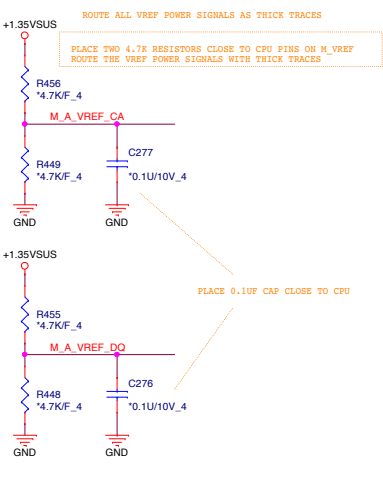 ROUTE ALL VREF POWER SIGNALS AS THICK TRACES
+1.35VSUS
PLACE TWO 4.7K RESISTORS CLOSE TO CPU PINS ON M_VREF
ROUTE THE VREF POWER SIGNALS WITH THICK TRACES
R456
*4.7K/F_4
M_A_VREF_CA
R449
*4.7K/F_4
C277
*0.1U/10V_4
GND
GND
+1.35VSUS
PLACE 0.1UF CAP CLOSE TO CPU
R455
*4.7K/F_4
M_A_VREF_DQ
R448
*4.7K/F_4
C276
*0.1U/10V_4
GND
GND